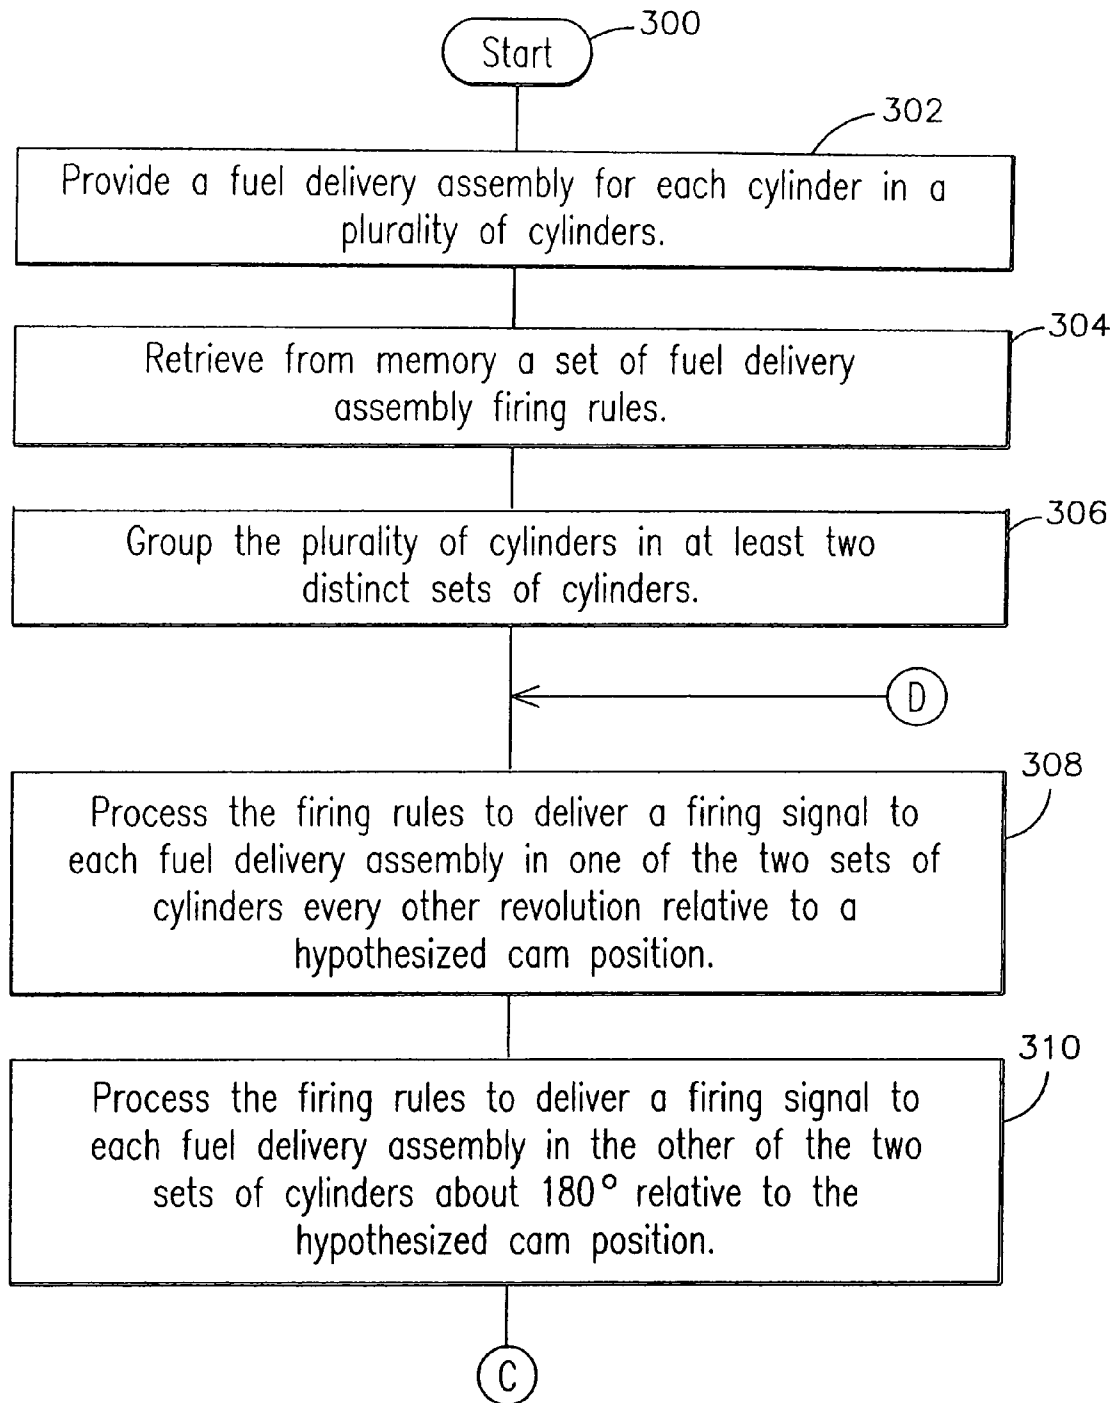 Start
300
302
Provide a fuel delivery assembly for each cylinder in a
plurality of cylinders.
304
Retrieve from memory a set of fuel delivery
assembly firing rules.
306
Group the plurality of cylinders in at least two
distinct sets of cylinders.
D
308
Process the firing rules to deliver a firing signal to
each fuel delivery assembly in one of the two sets of
cylinders every other revolution relative to a
hypothesized cam position.
310
Process the firing rules to deliver a firing signal to
each fuel delivery assembly in the other of the two
sets of cylinders about 180° relative to the
hypothesized cam position.
C